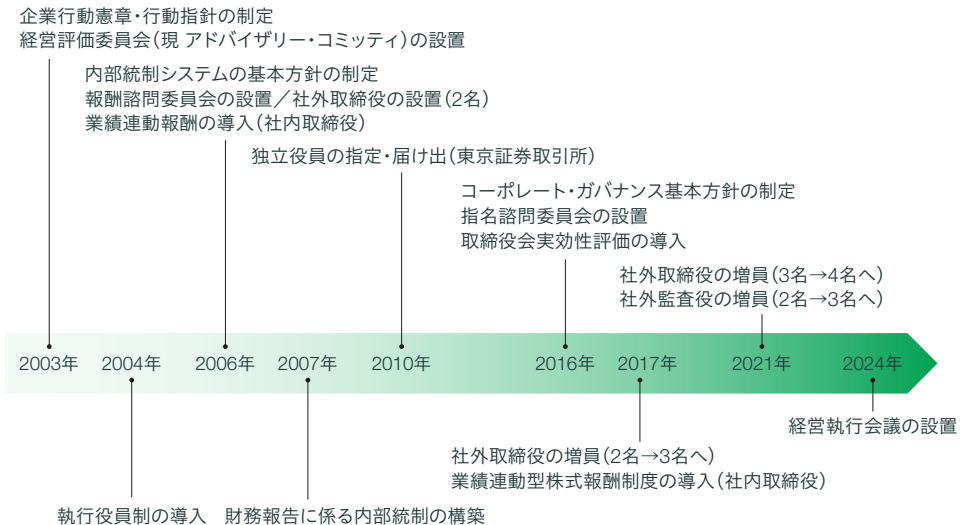 企業行動憲章・行動指針の制定
経営評価委員会（現 アドバイザリー・コミッティ）の設置
内部統制システムの基本方針の制定
報酬諮問委員会の設置／社外取締役の設置（2名）
業績連動報酬の導入（社内取締役）
独立役員の指定・届け出（東京証券取引所）
コーポレート・ガバナンス基本方針の制定
指名諮問委員会の設置
取締役会実効性評価の導入
社外取締役の増員（3名→4名へ）
社外監査役の増員（2名→3名へ）
2003年 2004年 2006年 2007年 2010年 2016年 2017年 2021年 2024年
経営執行会議の設置
社外取締役の増員（2名→3名へ）
業績連動型株式報酬制度の導入（社内取締役）
執行役員制の導入 財務報告に係る内部統制の構築